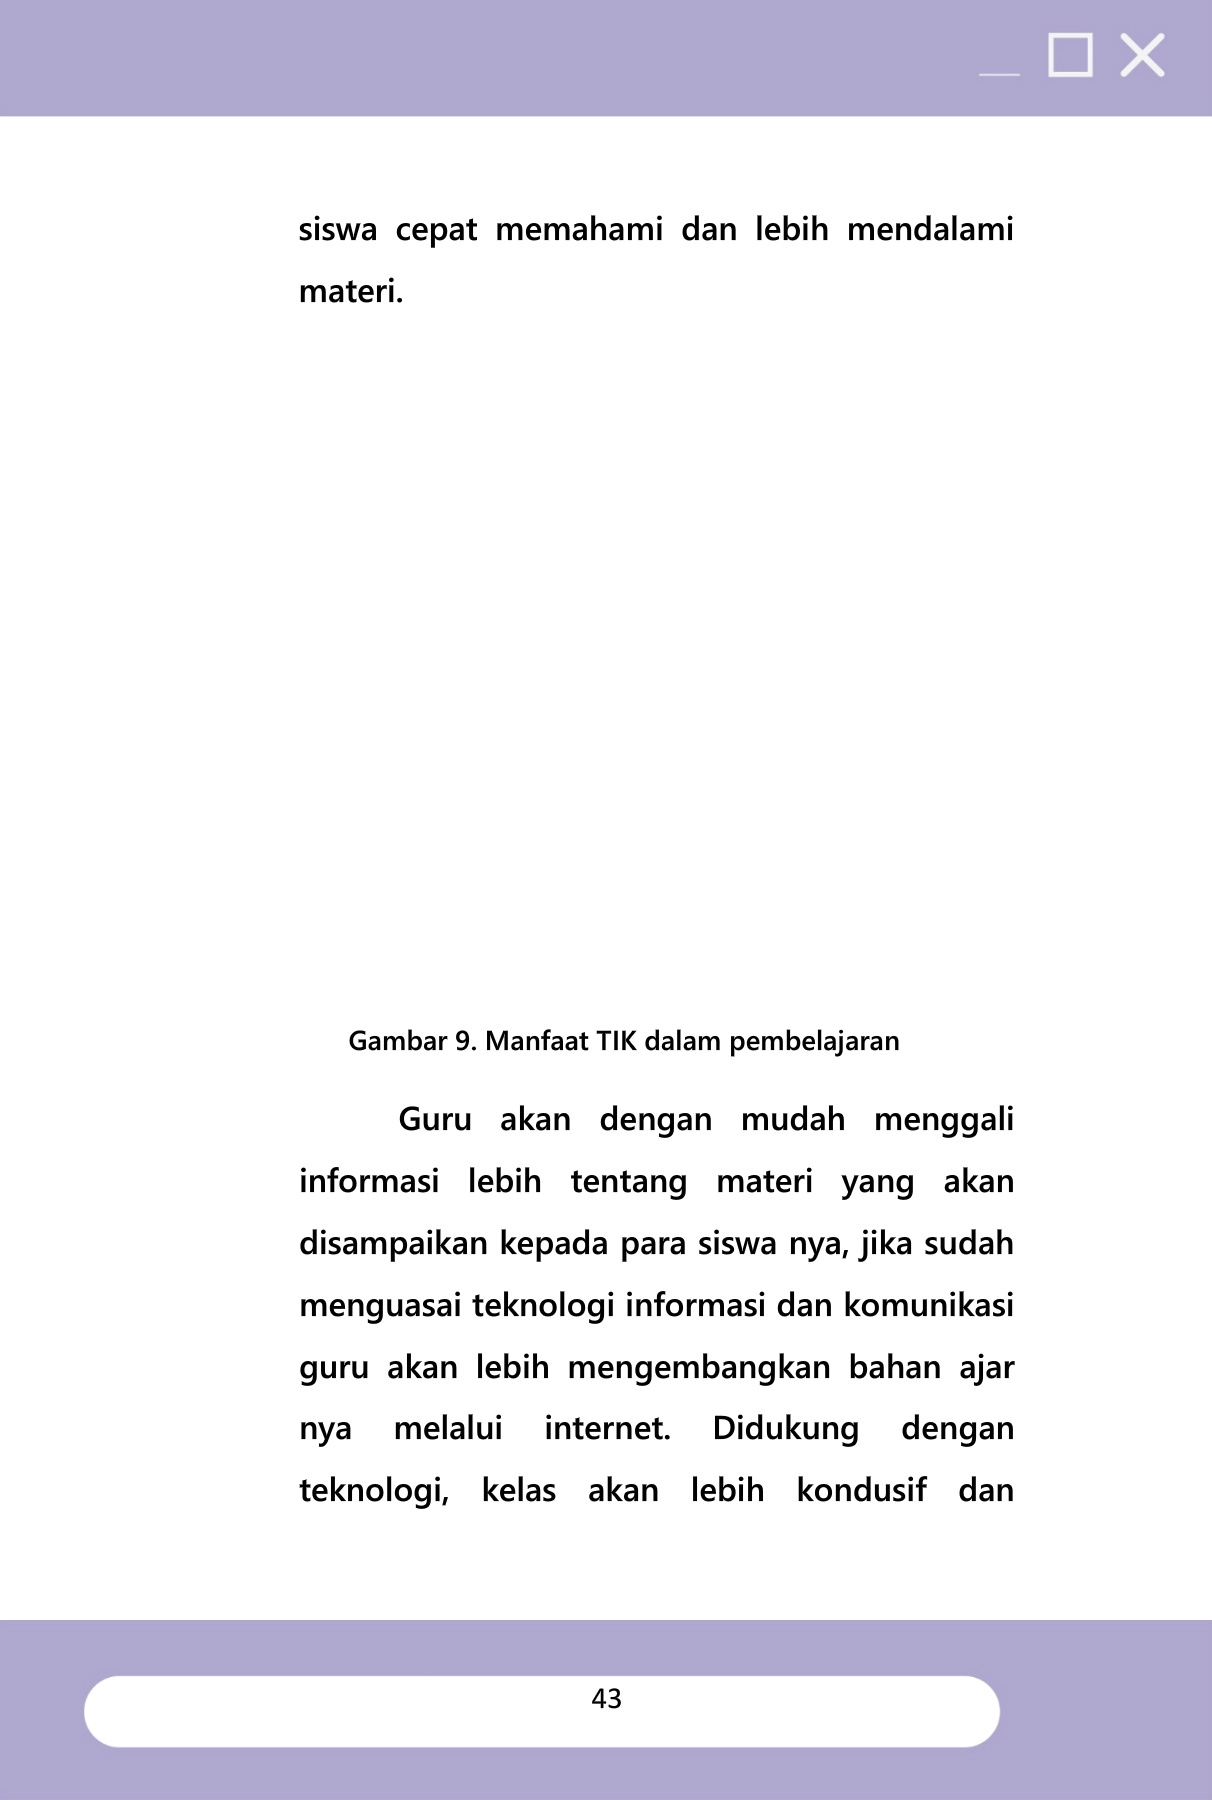 siswa cepat memahami dan lebih mendalami
materi.
Gambar 9. Manfaat TIK dalam pembelajaran
Guru akan dengan mudah menggali
informasi lebih tentang materi yang akan
disampaikan kepada para siswa nya, jika sudah
menguasai teknologi informasi dan komunikasi
guru akan lebih mengembangkan bahan ajar
nya melalui internet. Didukung dengan
teknologi, kelas akan lebih kondusif dan
43